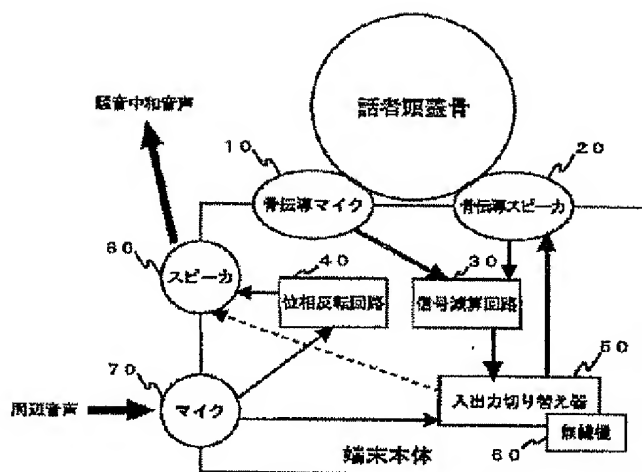 話者頭蓋骨
騒音中和音声
10
20
骨伝導マイク
骨伝導スピーカ
80
40
30
スピーカ
位相反転回路
信号減算回路
70
50
周辺音声
マイク
入出力切り替え器
無線機
端末本体
60